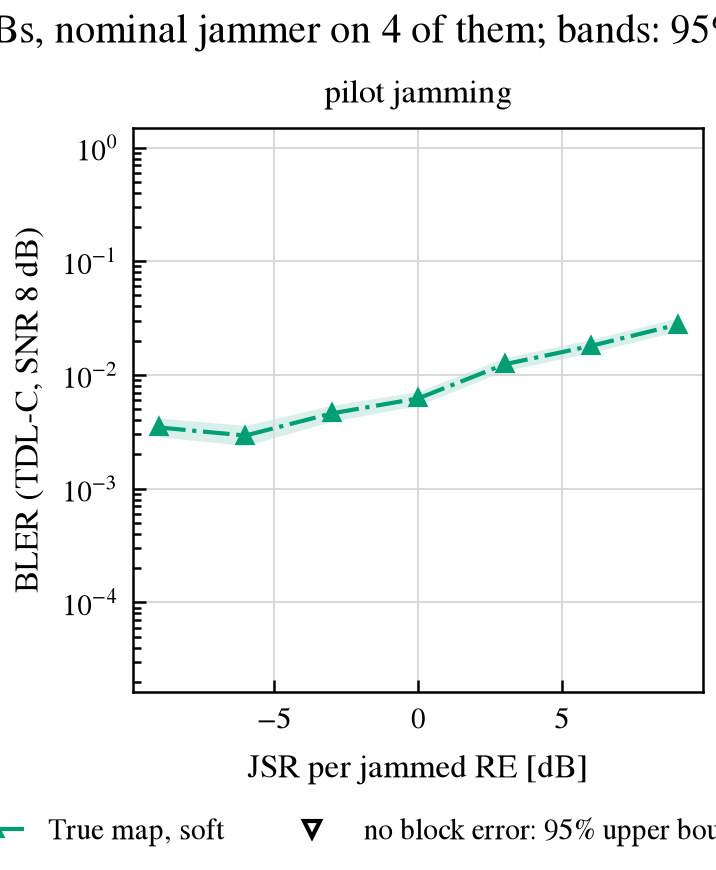 Bs, nominal jammer on 4 of them; bands: 95%
pilot jamming
10⁰
10⁻¹
10⁻²
10⁻³
10⁻⁴
BLER (TDL-C, SNR 8 dB)
−5 0 5
JSR per jammed RE [dB]
True map, soft
no block error: 95% upper bou